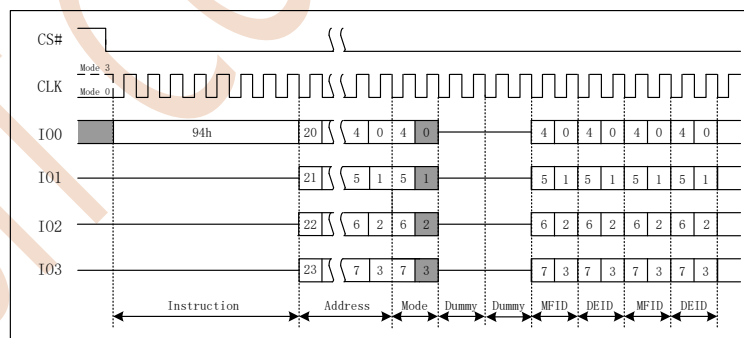 CS#
Mode 3
CLK
Mode 0
IO0 94h 20 4 0 4 0 4 0 4 0 4 0 4 0
IO1 21 5 1 5 1 5 1 5 1 5 1 5 1
IO2 22 6 2 6 2 6 2 6 2 6 2 6 2
IO3 23 7 3 7 3 7 3 7 3 7 3 7 3
Instruction Address Mode Dummy Dummy MFID DEID MFID DEID